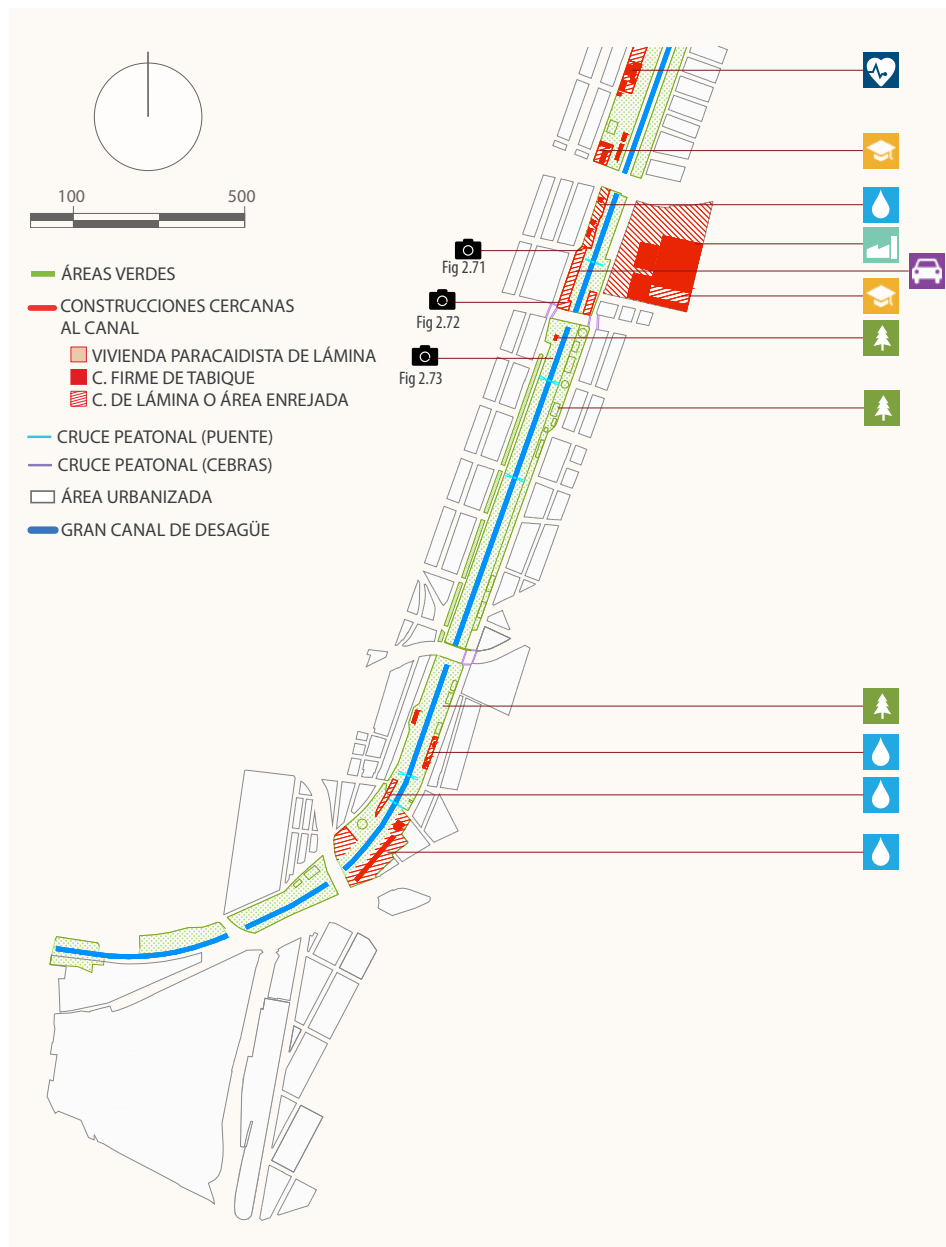 100 500
ÁREAS VERDES
CONSTRUCCIONES CERCANAS
AL CANAL
VIVIENDA PARACAIDISTA DE LÁMINA
C. FIRME DE TABIQUE
C. DE LÁMINA O ÁREA ENREJADA
CRUCE PEATONAL (PUENTE)
CRUCE PEATONAL (CEBRAS)
ÁREA URBANIZADA
GRAN CANAL DE DESAGÜE
Fig 2.71
Fig 2.72
Fig 2.73